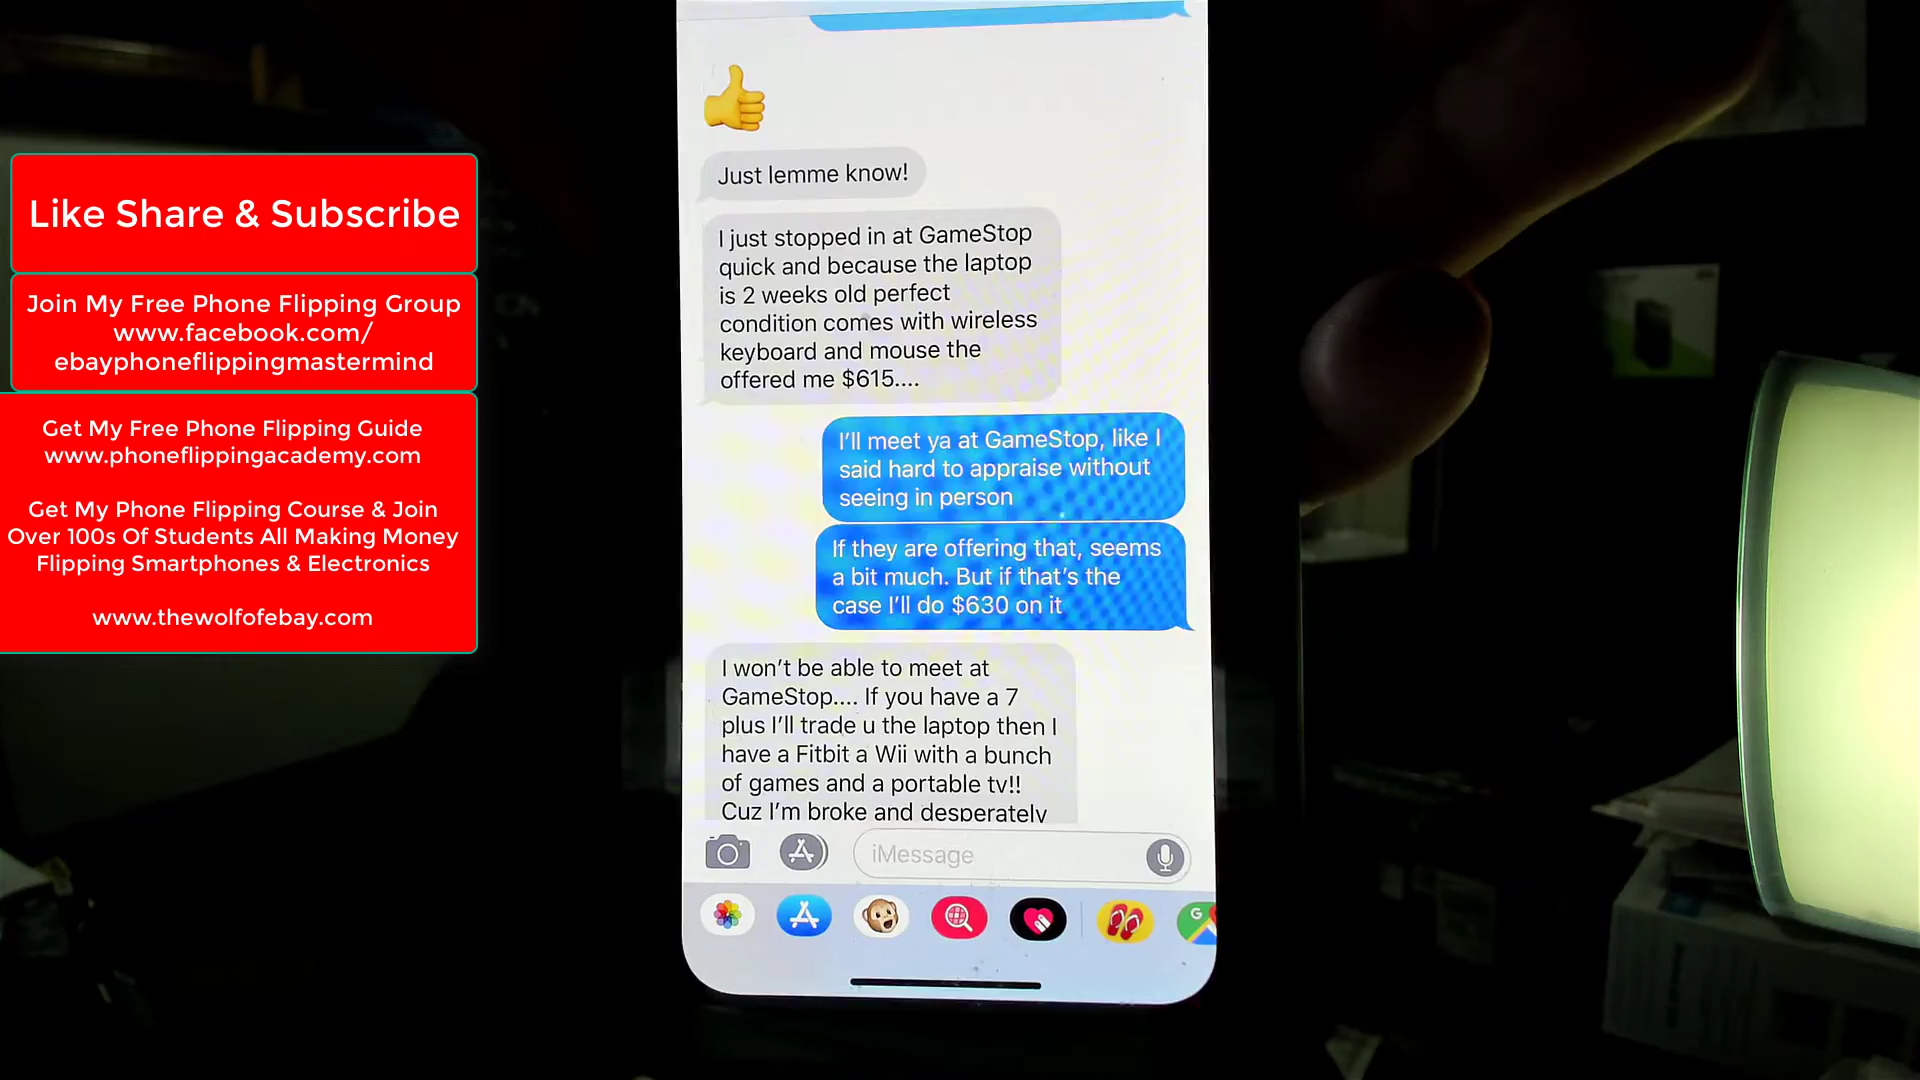 Like Share & Subscribe
Join My Free Phone Flipping Group
www.facebook.com/
ebayphoneflippingmastermind
Get My Free Phone Flipping Guide
www.phoneflippingacademy.com
Get My Phone Flipping Course & Join
Over 100s Of Students All Making Money
Flipping Smartphones & Electronics
www.thewolfofebay.com
Just lemme know!
I just stopped in at GameStop
quick and because the laptop
is 2 weeks old perfect
condition comes with wireless
keyboard and mouse the
offered me $615....
I'll meet ya at GameStop, like I
said hard to appraise without
seeing in person
If they are offering that, seems
a bit much. But if that's the
case I'll do $630 on it
I won't be able to meet at
GameStop.... If you have a 7
plus I'll trade u the laptop then I
have a Fitbit a Wii with a bunch
of games and a portable tv!!
Cuz I'm broke and desperately
iMessage
G